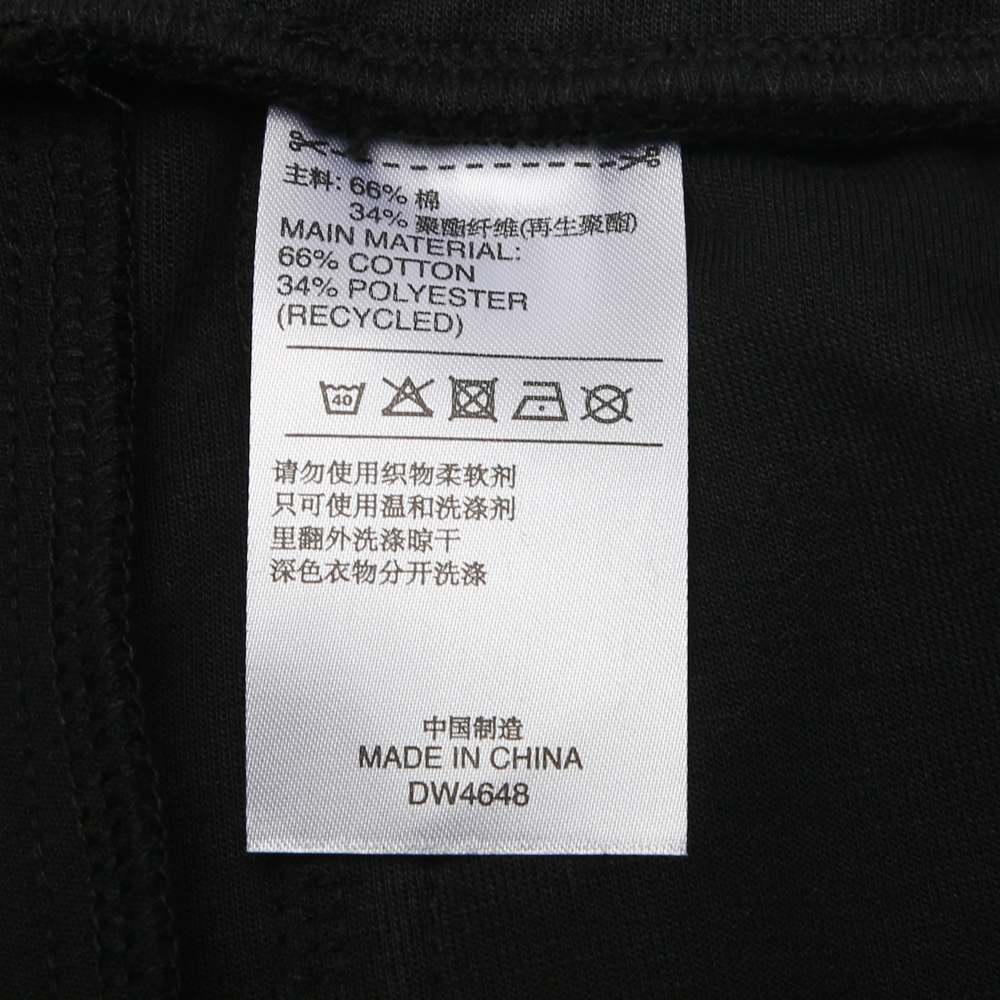 主料: 66% 棉
34% 聚酯纤维(再生聚酯)
MAIN MATERIAL:
66% COTTON
34% POLYESTER
(RECYCLED)
40
请勿使用织物柔软剂
只可使用温和洗涤剂
里翻外洗涤晾干
深色衣物分开洗涤
中国制造
MADE IN CHINA
DW4648